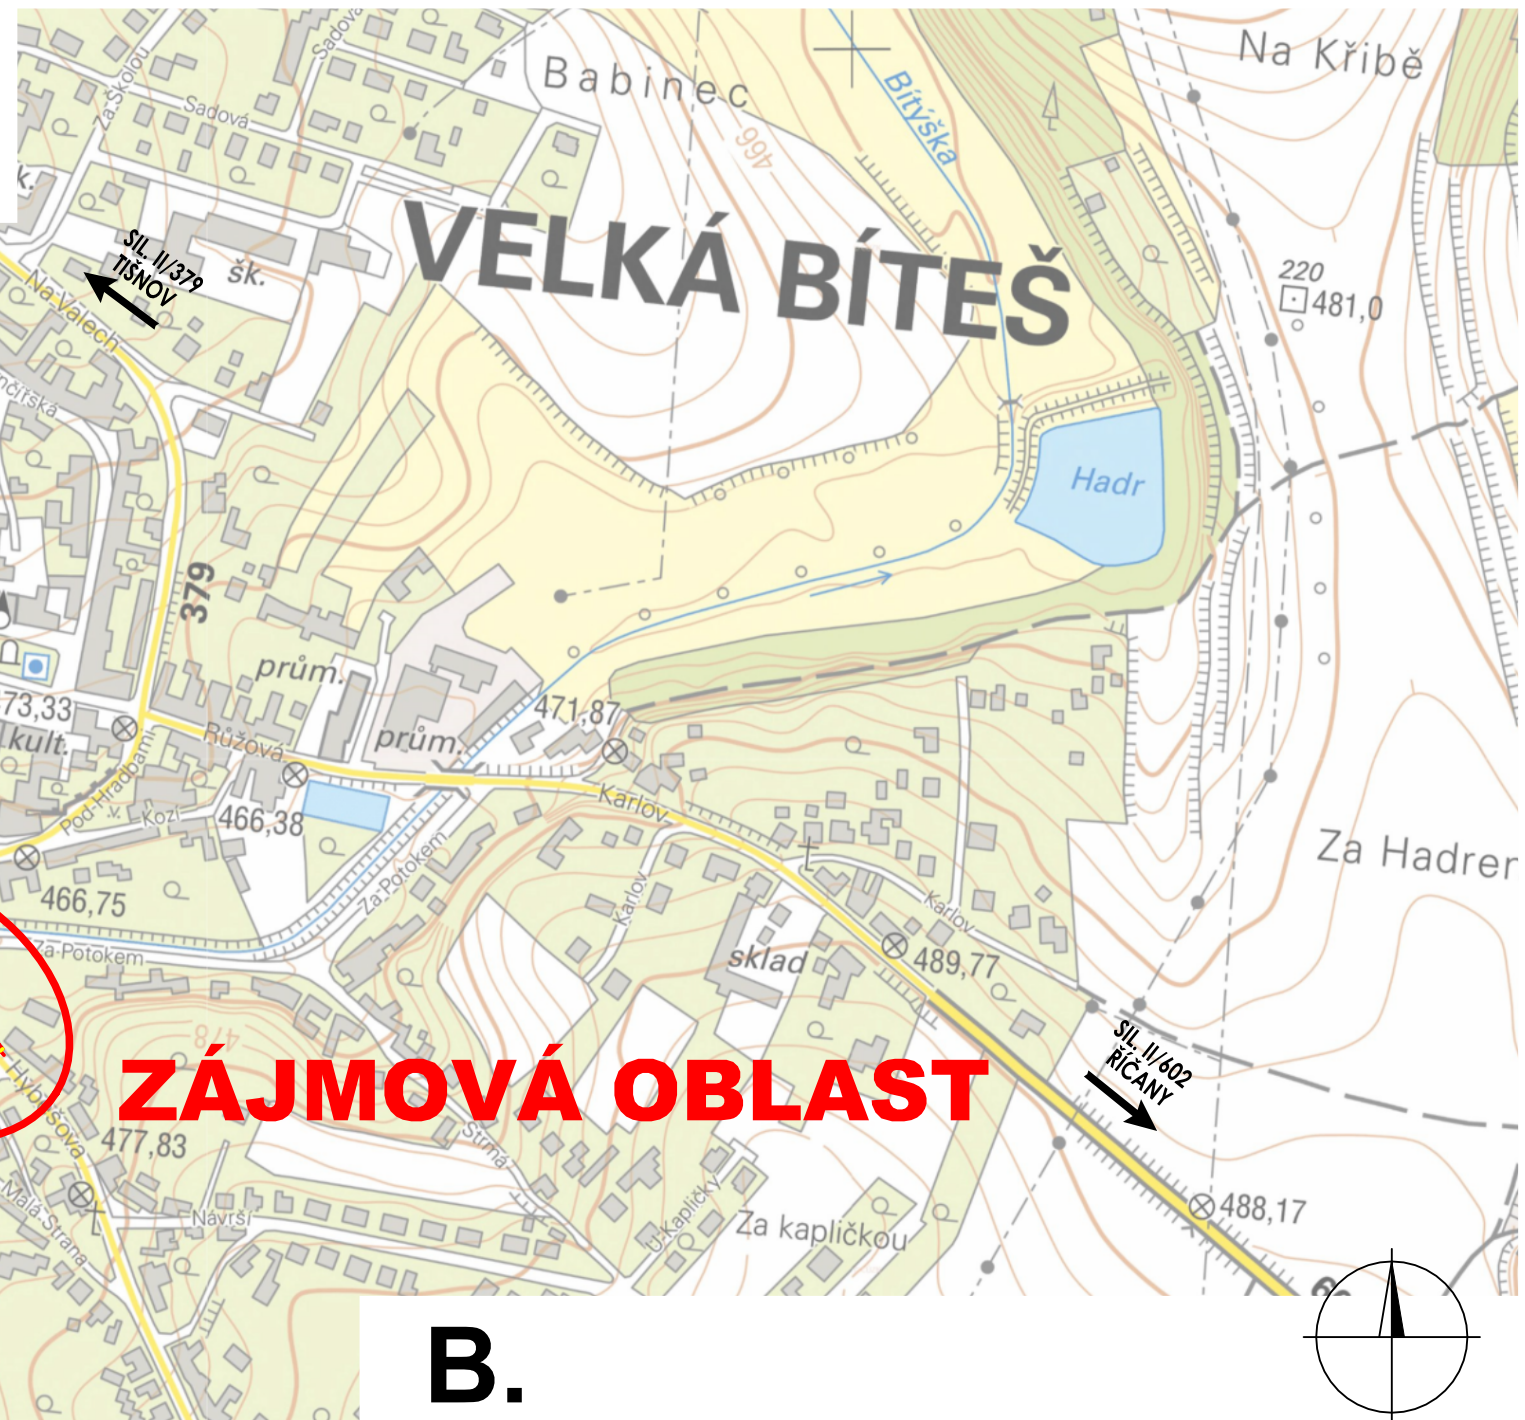 Na Křibě
Babinec
Sadová
Za Školou
Sadová
Bítýška
466
k.
VELKÁ BÍTEŠ
SIL. II/379
TIŠNOV
šk.
220
481,0
Na Valech
Hadr
379
prům.
471,87
73,33
kult.
Růžová
prům.
Pod Hradbami
Kozí
466,38
Karlov
Za Hadrem
Za Potokem
466,75
Karlov
Karlov
Za Potokem
sklad
489,77
478
SIL. II/602
ŘÍČANY
ZÁJMOVÁ OBLAST
Hybešova
477,83
Strmá
Malá Strana
Návrší
U Kapličky
Za kapličkou
488,17
B.